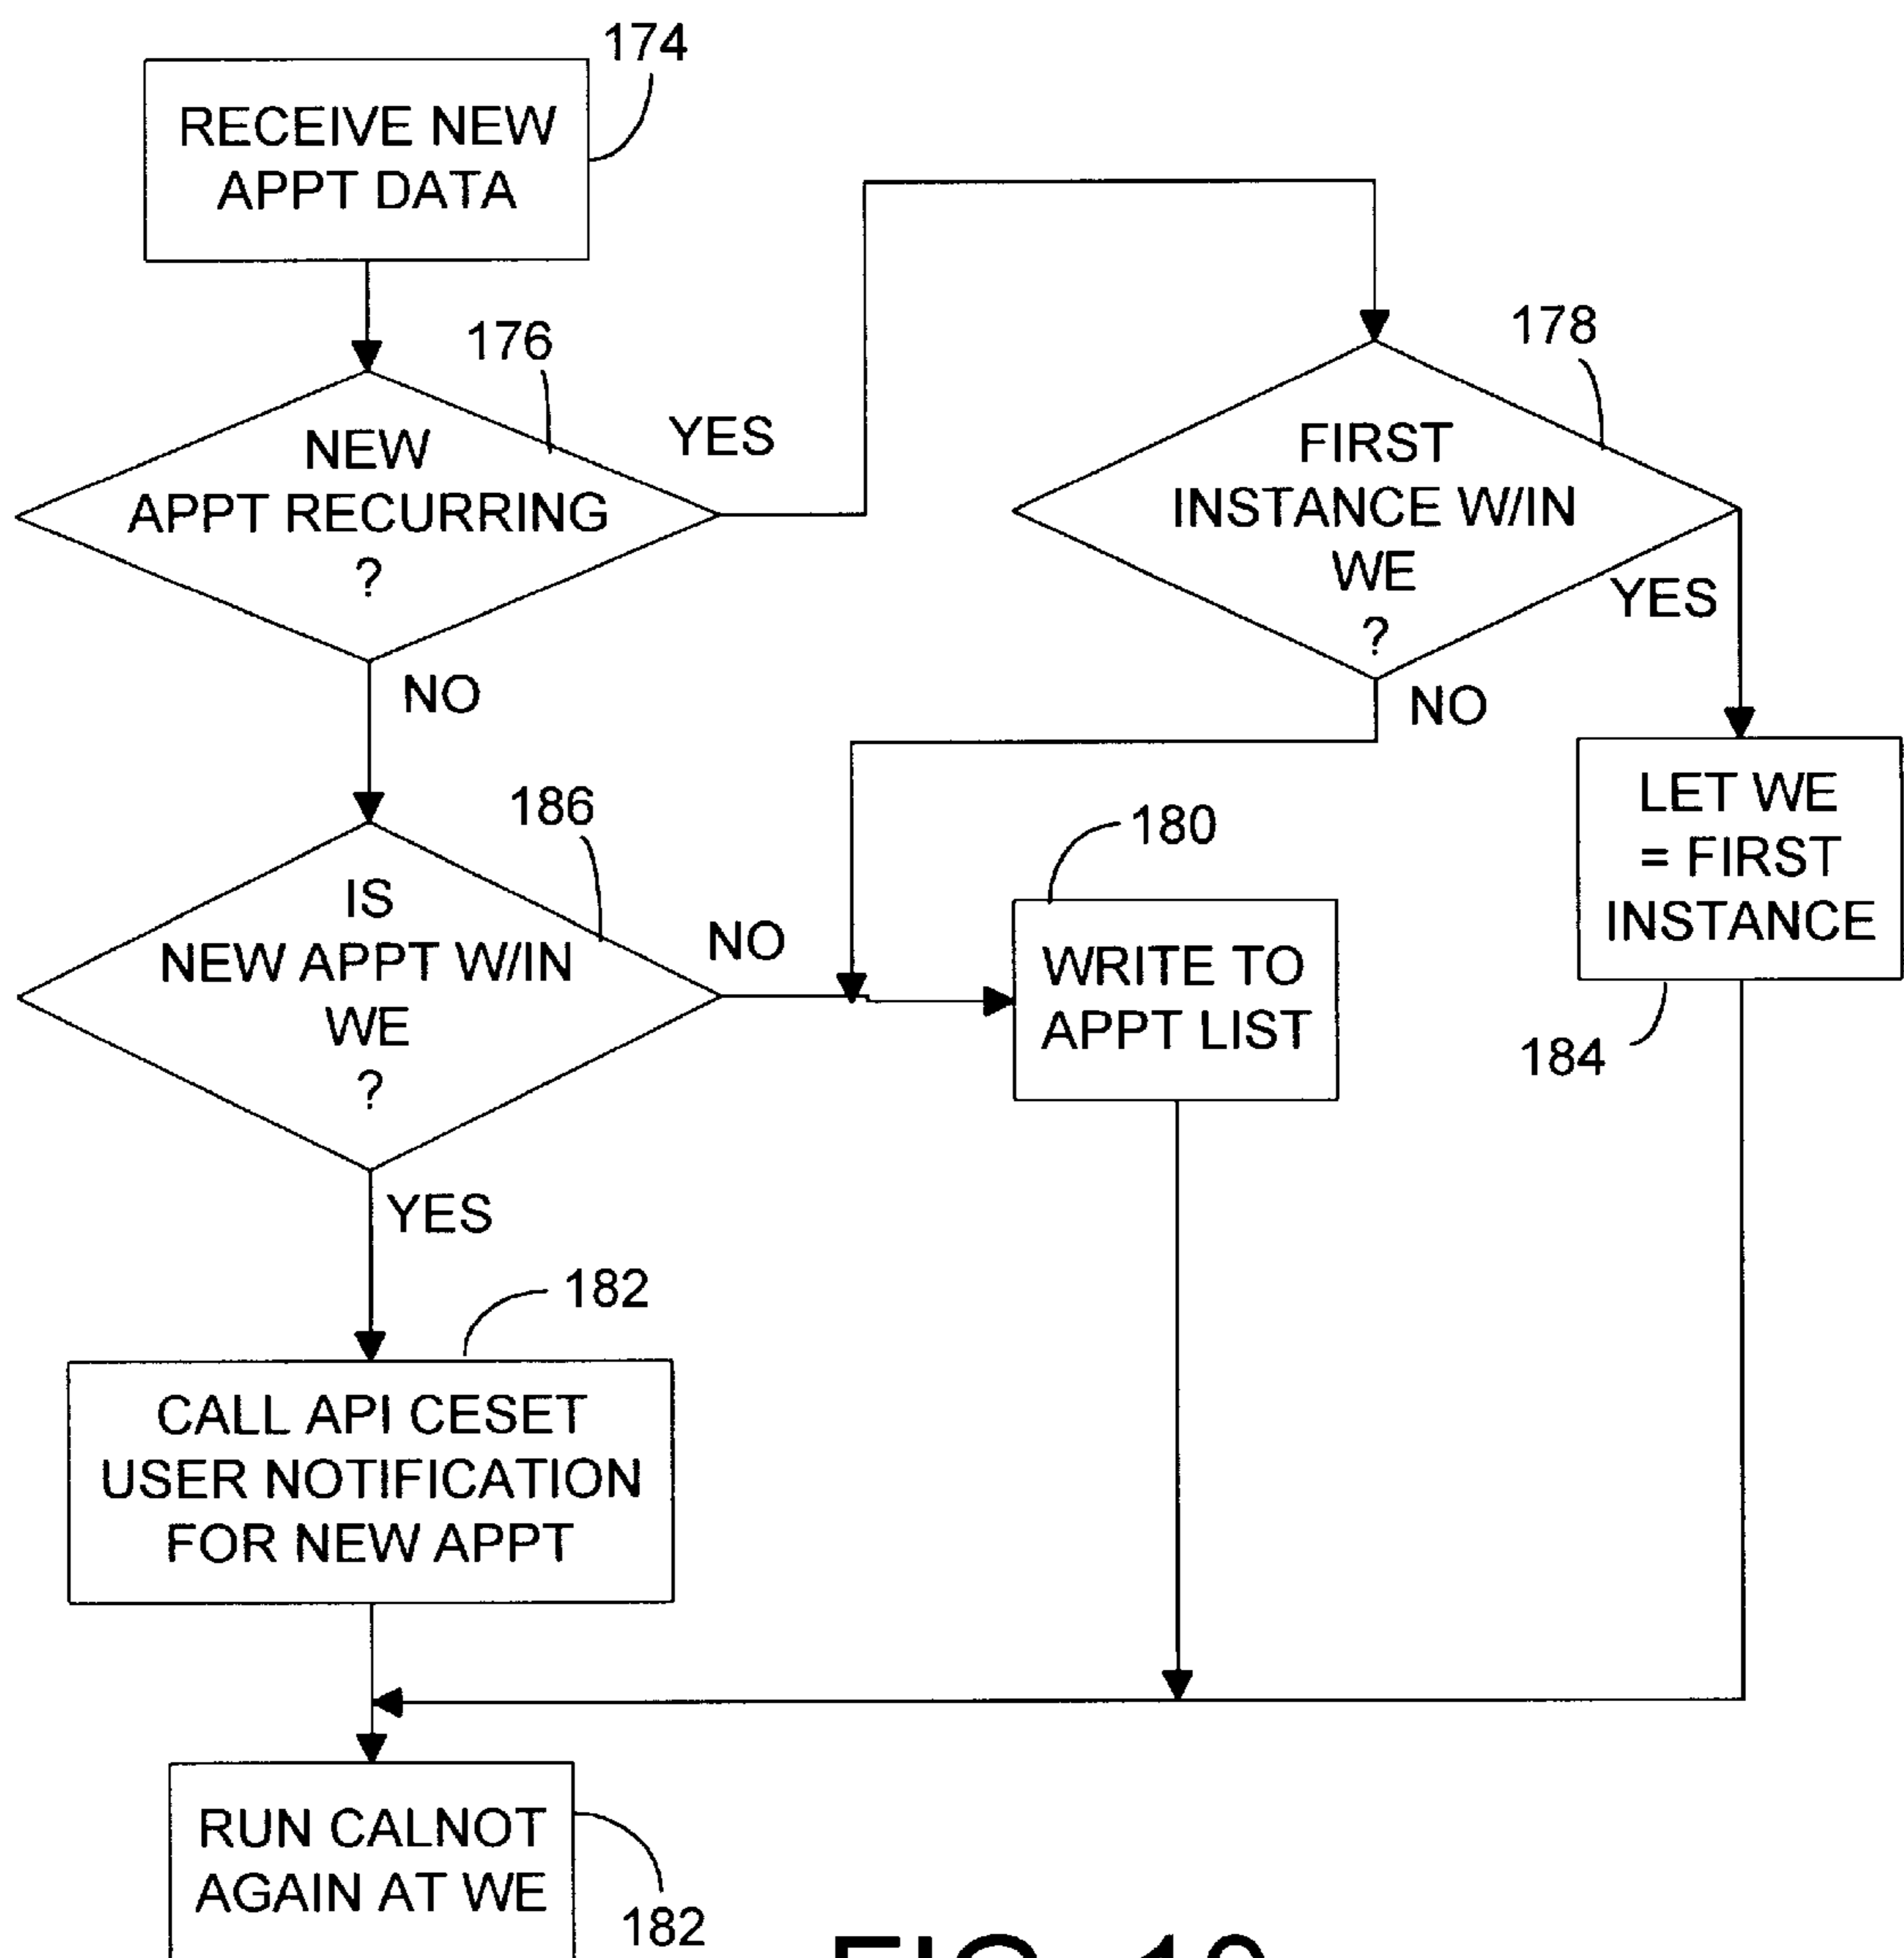 174
RECEIVE NEW
APPT DATA
176
NEW
APPT RECURRING
?
YES
NO
178
FIRST
INSTANCE W/IN
WE
?
YES
NO
LET WE
= FIRST
INSTANCE
184
186
IS
NEW APPT W/IN
WE
?
NO
YES
180
WRITE TO
APPT LIST
182
CALL API CESET
USER NOTIFICATION
FOR NEW APPT
RUN CALNOT
AGAIN AT WE
182